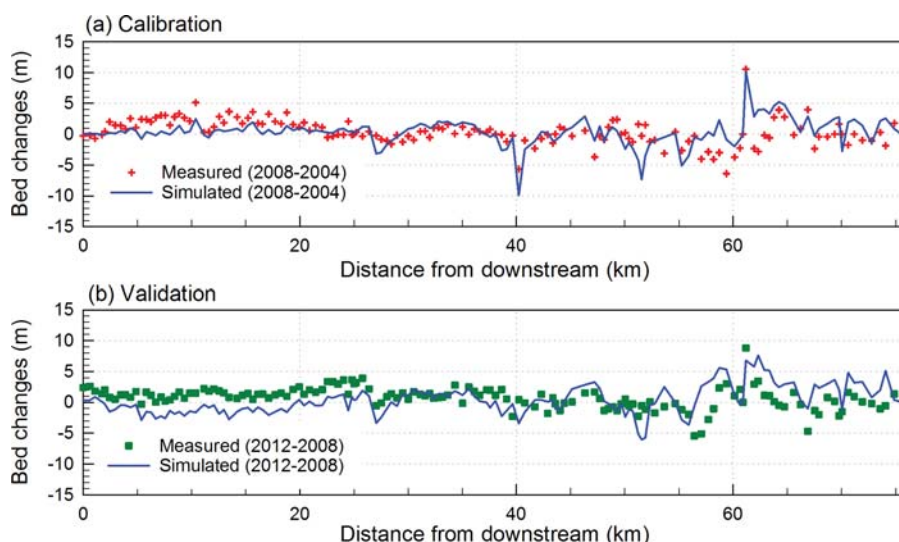 (a) Calibration
15
10
5
0
-5
-10
-15
Bed changes (m)
Measured (2008-2004)
Simulated (2008-2004)
0 20 40 60
Distance from downstream (km)
(b) Validation
15
10
5
0
-5
-10
-15
Bed changes (m)
Measured (2012-2008)
Simulated (2012-2008)
0 20 40 60
Distance from downstream (km)